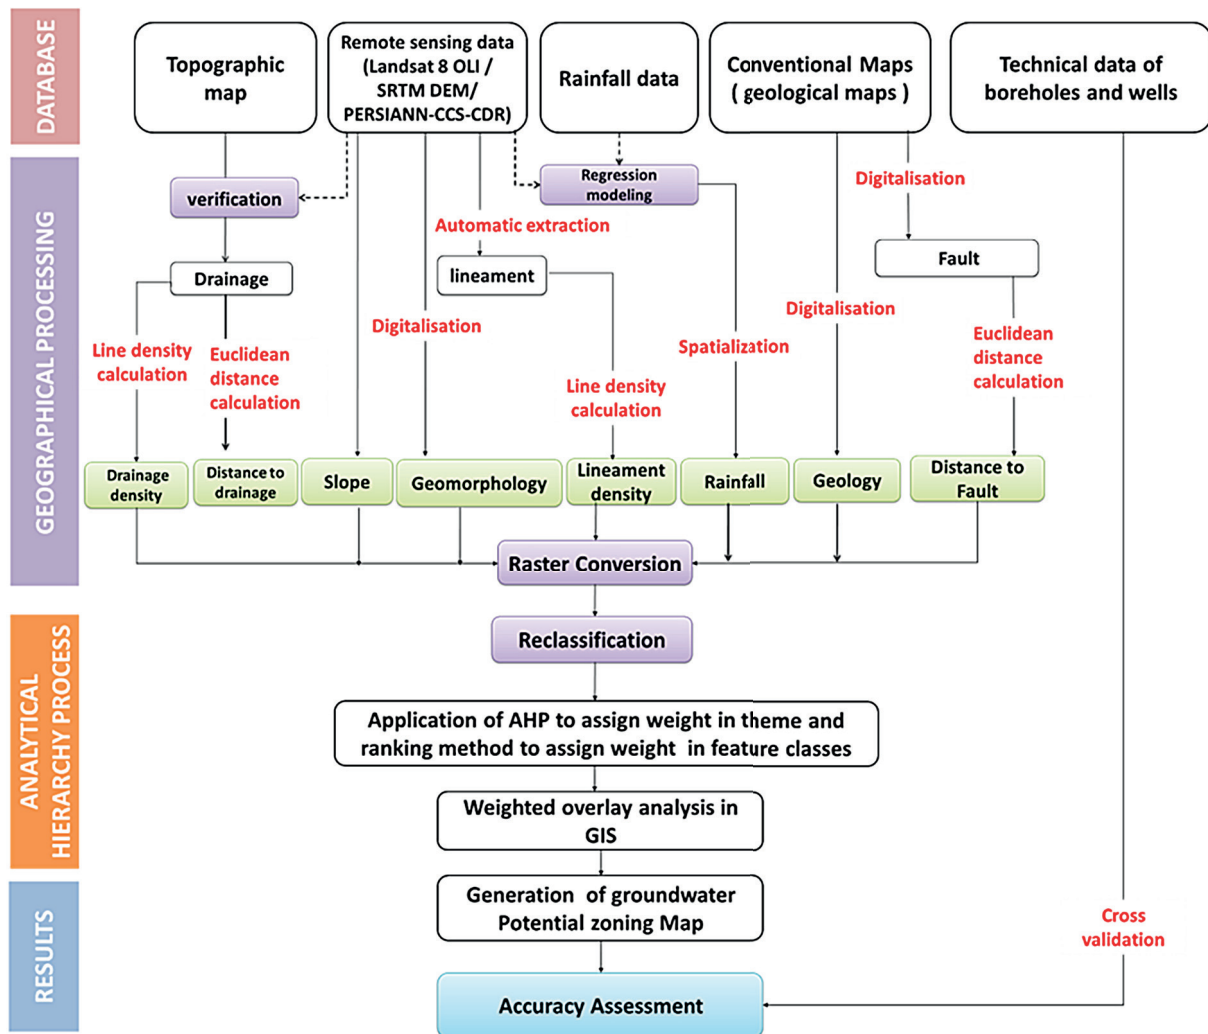 DATABASE
Topographic
map
Remote sensing data
(Landsat 8 OLI /
SRTM DEM/
PERSIANN-CCS-CDR)
Rainfall data
Conventional Maps
( geological maps )
Technical data of
boreholes and wells
GEOGRAPHICAL PROCESSING
verification
Regression
modeling
Digitalisation
Automatic extraction
Drainage
lineament
Fault
Line density
calculation
Euclidean
distance
calculation
Digitalisation
Line density
calculation
Spatialization
Digitalisation
Euclidean
distance
calculation
Drainage
density
Distance to
drainage
Slope
Geomorphology
Lineament
density
Rainfall
Geology
Distance to
Fault
Raster Conversion
ANALYTICAL
HIERARCHY PROCESS
Reclassification
Application of AHP to assign weight in theme and
ranking method to assign weight in feature classes
Weighted overlay analysis in
GIS
RESULTS
Generation of groundwater
Potential zoning Map
Cross
validation
Accuracy Assessment